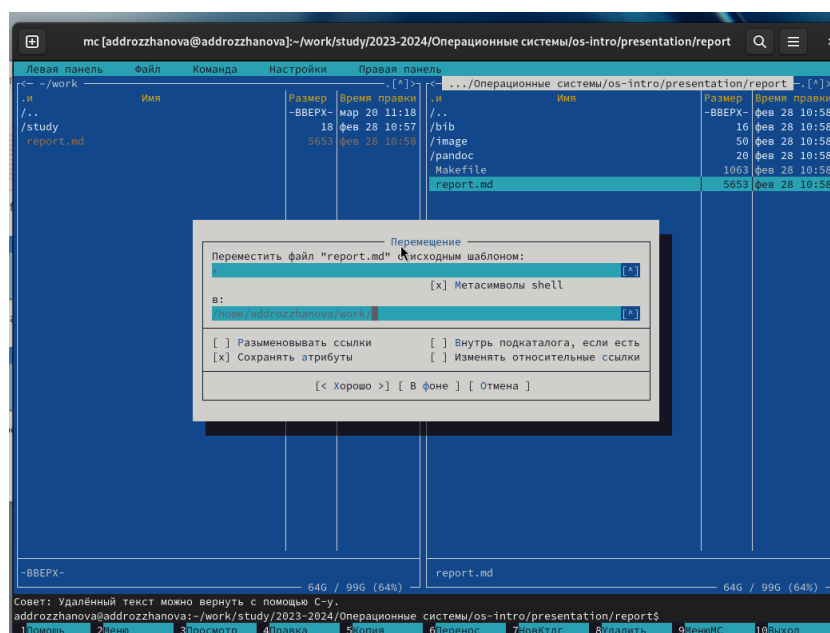 mc [addrozzhanova@addrozzhanova]:~/work/study/2023-2024/Операционные системы/os-intro/presentation/report
Левая панель Файл Команда Настройки Правая панель
<— ~/work .[^]> <— .../Операционные системы/os-intro/presentation/report —.[^]>
.и Имя Размер Время правки .и Имя Размер Время правки
/.. -ВВЕРХ- мар 20 11:18 /.. -ВВЕРХ- фев 28 10:58
/study 18 фев 28 10:57 /bib 16 фев 28 10:58
report.md 5653 фев 28 10:58 /image 50 фев 28 10:58
/pandoc 20 фев 28 10:58
Makefile 1063 фев 28 10:58
report.md 5653 фев 28 10:58
Перемещение
Переместить файл "report.md" с исходным шаблоном:
[^]
[x] Метасимволы shell
в:
/home/addrozzhanova/work/ [^]
[ ] Разыменовывать ссылки [ ] Внутрь подкаталога, если есть
[x] Сохранять атрибуты [ ] Изменять относительные ссылки
[< Хорошо >] [ В фоне ] [ Отмена ]
-ВВЕРХ- report.md
64G / 99G (64%) 64G / 99G (64%)
Совет: Удалённый текст можно вернуть с помощью C-y.
addrozzhanova@addrozzhanova:~/work/study/2023-2024/Операционные системы/os-intro/presentation/report$
1Помощь 2Меню 3Просмотр 4Правка 5Копия 6Перенос 7НовКтлг 8Удалить 9МенюMC 10Выход